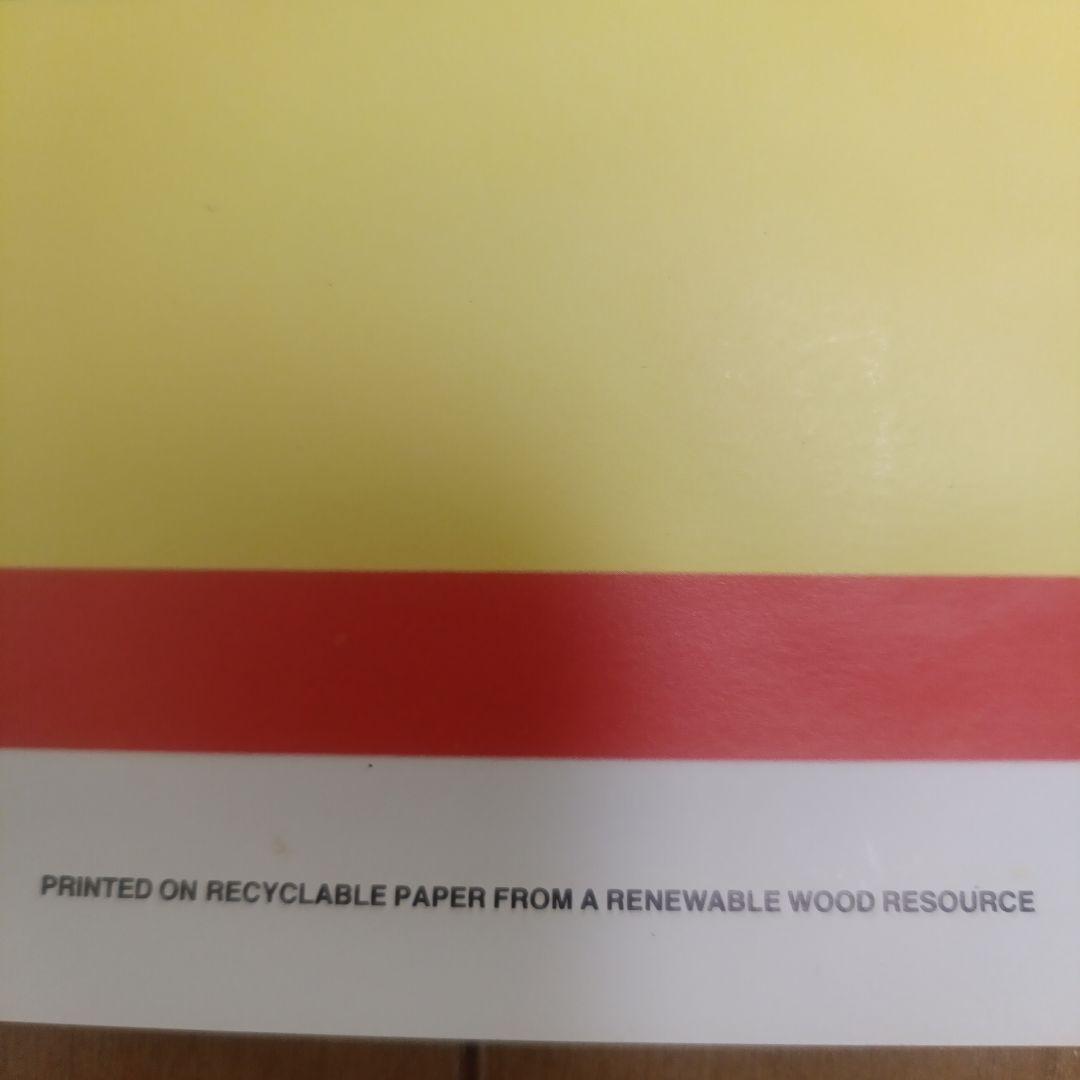 PRINTED ON RECYCLABLE PAPER FROM A RENEWABLE WOOD RESOURCE